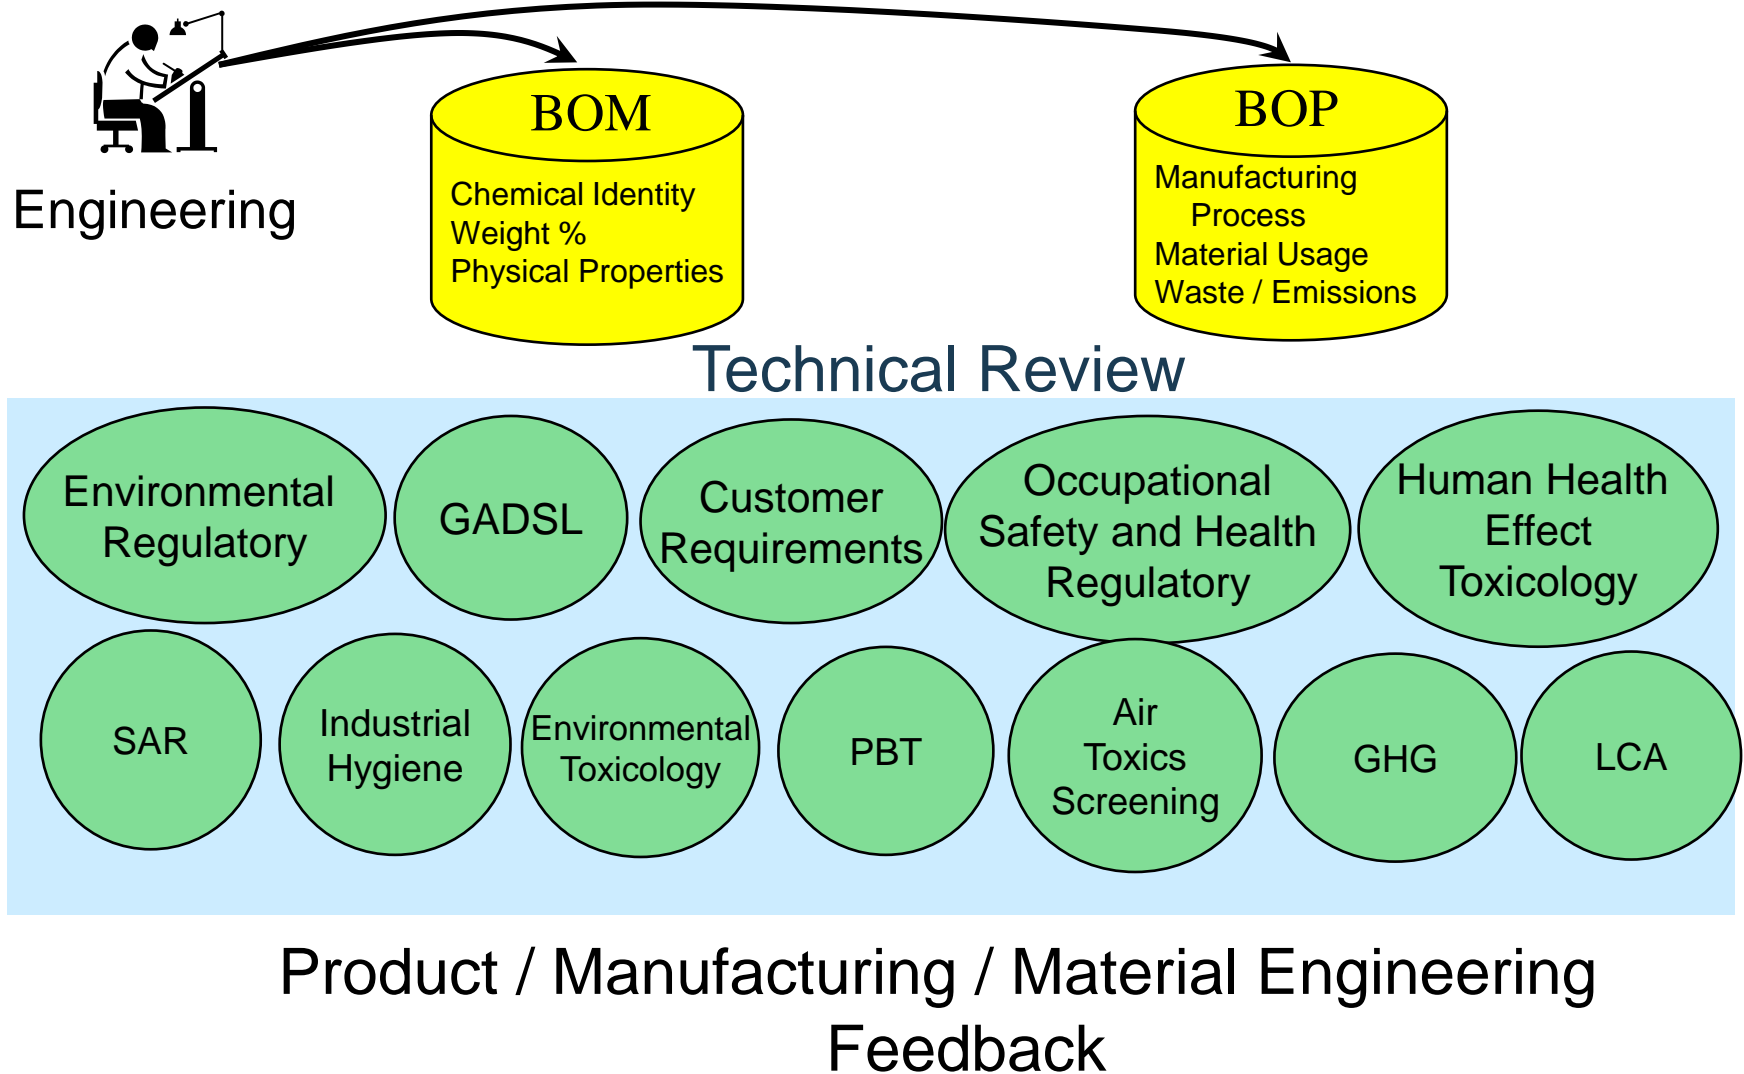 Engineering
BOM
Chemical Identity
Weight %
Physical Properties
BOP
Manufacturing
Process
Material Usage
Waste / Emissions
Technical Review
Environmental
Regulatory
GADSL
Customer
Requirements
Occupational
Safety and Health
Regulatory
Human Health
Effect
Toxicology
SAR
Industrial
Hygiene
Environmental
Toxicology
PBT
Air
Toxics
Screening
GHG
LCA
Product / Manufacturing / Material Engineering
Feedback